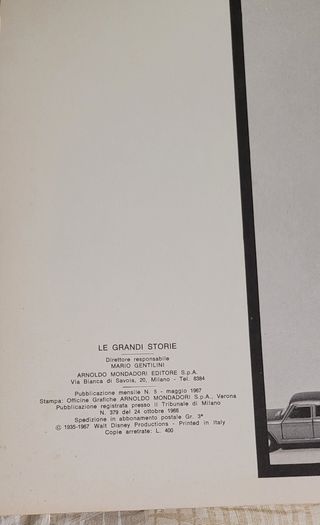 LE GRANDI STORIE
Direttore responsabile
MARIO GENTILINI
ARNOLDO MONDADORI EDITORE S.p.A.
Via Bianca di Savoia, 20, Milano - Tel. 8384
Pubblicazione mensile N. 5 - maggio 1967
Stampa: Officine Grafiche ARNOLDO MONDADORI S.p.A., Verona
Pubblicazione registrata presso il Tribunale di Milano
N. 379 del 24 ottobre 1966
Spedizione in abbonamento postale Gr. 3°
© 1935-1967 Walt Disney Productions - Printed in Italy
Copie arretrate: L. 400